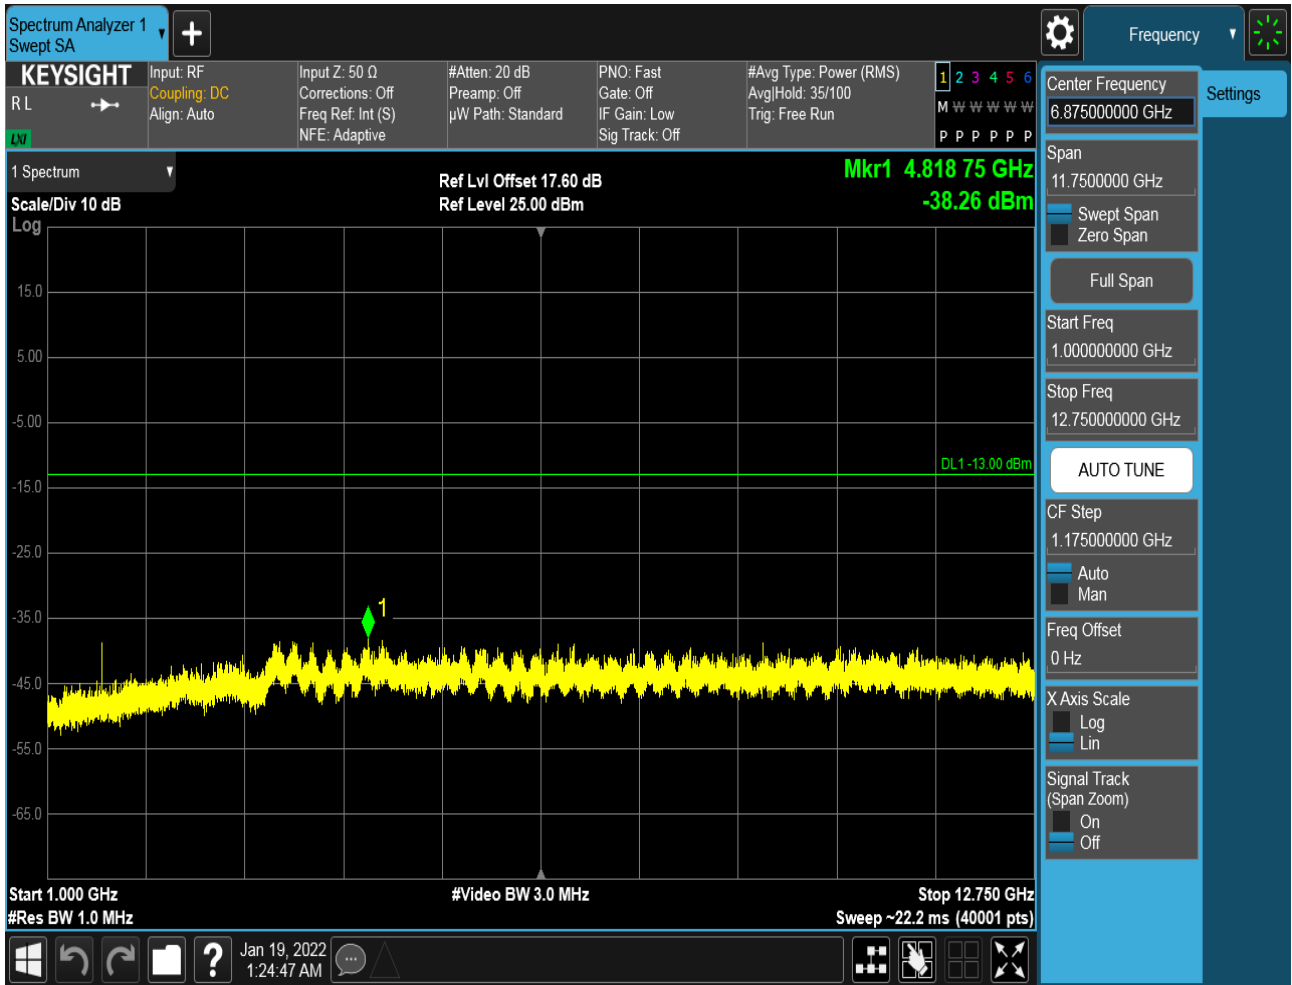 Spectrum Analyzer 1
Swept SA
Frequency
KEYSIGHT
R L
LXI
Input: RF
Coupling: DC
Align: Auto
Input Z: 50 Ω
Corrections: Off
Freq Ref: Int (S)
NFE: Adaptive
#Atten: 20 dB
Preamp: Off
µW Path: Standard
PNO: Fast
Gate: Off
IF Gain: Low
Sig Track: Off
#Avg Type: Power (RMS)
Avg|Hold: 35/100
Trig: Free Run
1 2 3 4 5 6
M W W W W W
P P P P P P
1 Spectrum
Scale/Div 10 dB
Log
Ref Lvl Offset 17.60 dB
Ref Level 25.00 dBm
Mkr1 4.818 75 GHz
-38.26 dBm
15.0
5.00
-5.00
DL1 -13.00 dBm
-15.0
-25.0
-35.0
1
-45.0
-55.0
-65.0
Start 1.000 GHz
#Res BW 1.0 MHz
#Video BW 3.0 MHz
Stop 12.750 GHz
Sweep ~22.2 ms (40001 pts)
?
Jan 19, 2022
1:24:47 AM
Center Frequency
6.875000000 GHz
Settings
Span
11.7500000 GHz
Swept Span
Zero Span
Full Span
Start Freq
1.000000000 GHz
Stop Freq
12.750000000 GHz
AUTO TUNE
CF Step
1.175000000 GHz
Auto
Man
Freq Offset
0 Hz
X Axis Scale
Log
Lin
Signal Track
(Span Zoom)
On
Off